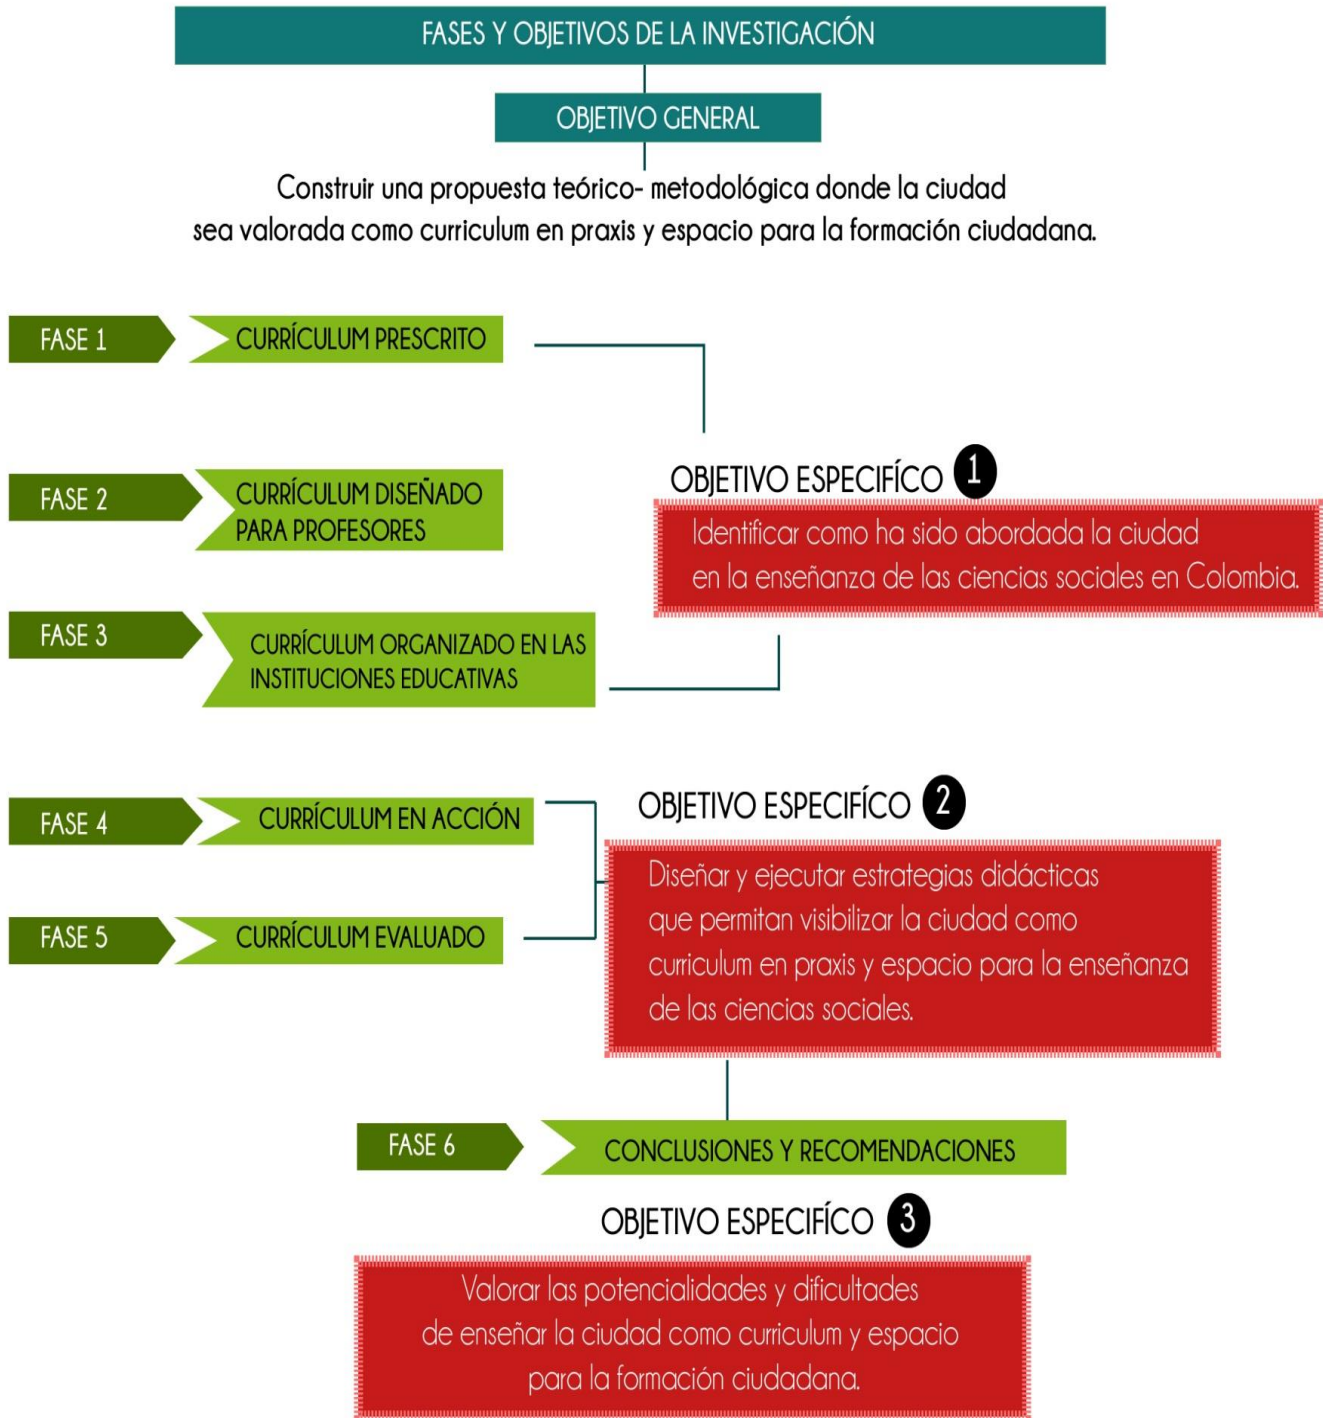 FASES Y OBJETIVOS DE LA INVESTIGACIÓN
OBJETIVO GENERAL
Construir una propuesta teórico- metodológica donde la ciudad
sea valorada como curriculum en praxis y espacio para la formación ciudadana.
FASE 1
CURRÍCULUM PRESCRITO
FASE 2
CURRÍCULUM DISEÑADO
PARA PROFESORES
OBJETIVO ESPECIFÍCO 1
Identificar como ha sido abordada la ciudad
en la enseñanza de las ciencias sociales en Colombia.
FASE 3
CURRÍCULUM ORGANIZADO EN LAS
INSTITUCIONES EDUCATIVAS
FASE 4
CURRÍCULUM EN ACCIÓN
FASE 5
CURRÍCULUM EVALUADO
OBJETIVO ESPECIFÍCO 2
Diseñar y ejecutar estrategias didácticas
que permitan visibilizar la ciudad como
curriculum en praxis y espacio para la enseñanza
de las ciencias sociales.
FASE 6
CONCLUSIONES Y RECOMENDACIONES
OBJETIVO ESPECIFÍCO 3
Valorar las potencialidades y dificultades
de enseñar la ciudad como curriculum y espacio
para la formación ciudadana.